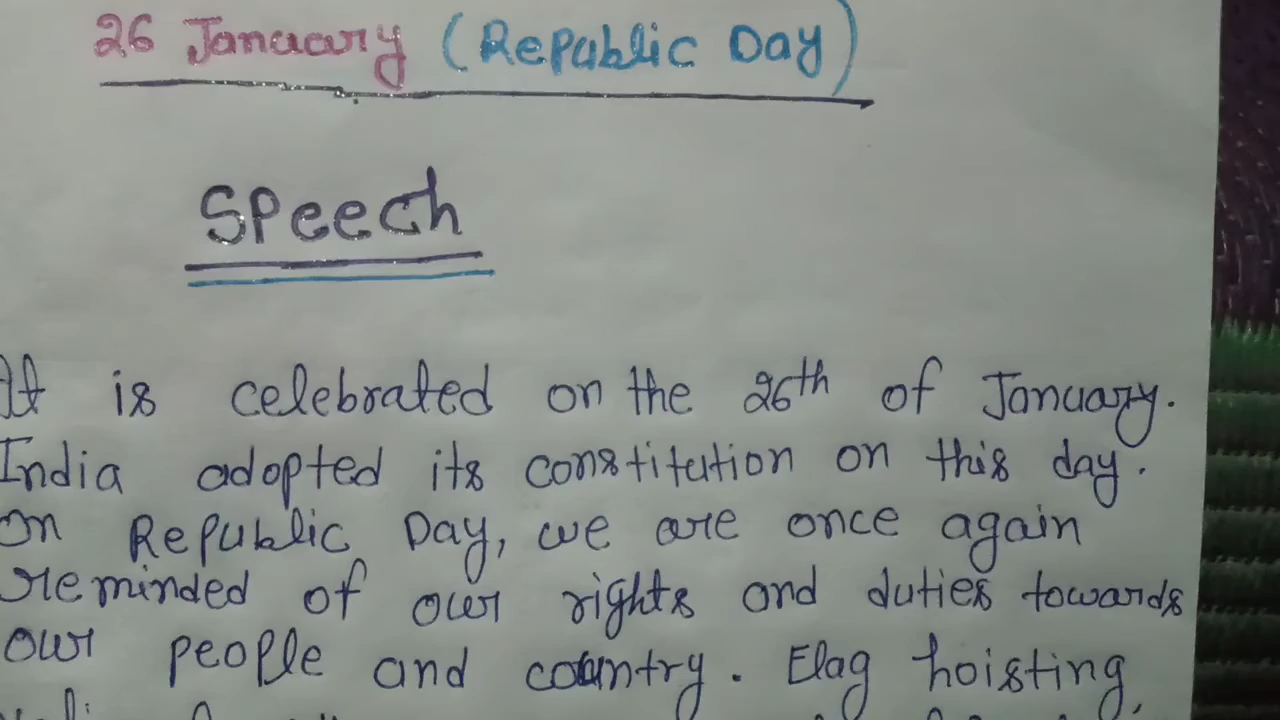 26 January (Republic Day)
Speech
It is celebrated on the 26th of January.
India adopted its constitution on this day.
On Republic Day, we are once again
reminded of our rights and duties towards
our people and country. Flag hoisting,